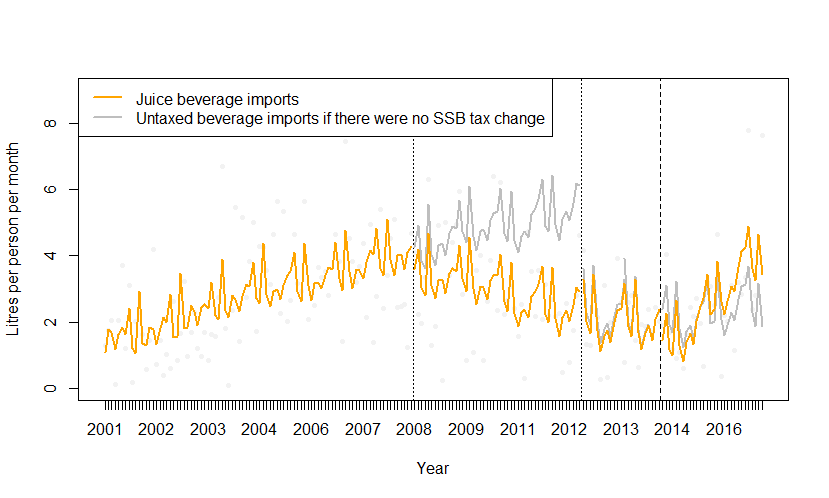 Juice beverage imports
Untaxed beverage imports if there were no SSB tax change
Litres per person per month
8
6
4
2
0
2001 2002 2003 2004 2006 2007 2008 2009 2011 2012 2013 2014 2016
Year